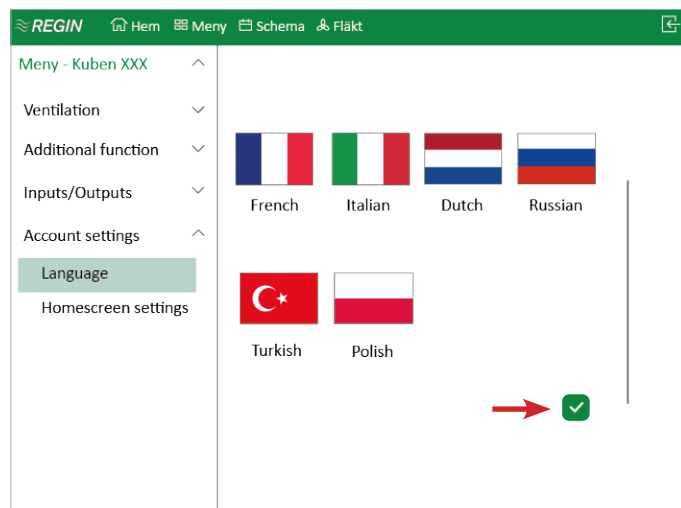 REGIN Hem Meny Schema Fläkt
Meny - Kuben XXX
Ventilation
Additional function
Inputs/Outputs
Account settings
Language
Homescreen settings
French Italian Dutch Russian
Turkish Polish